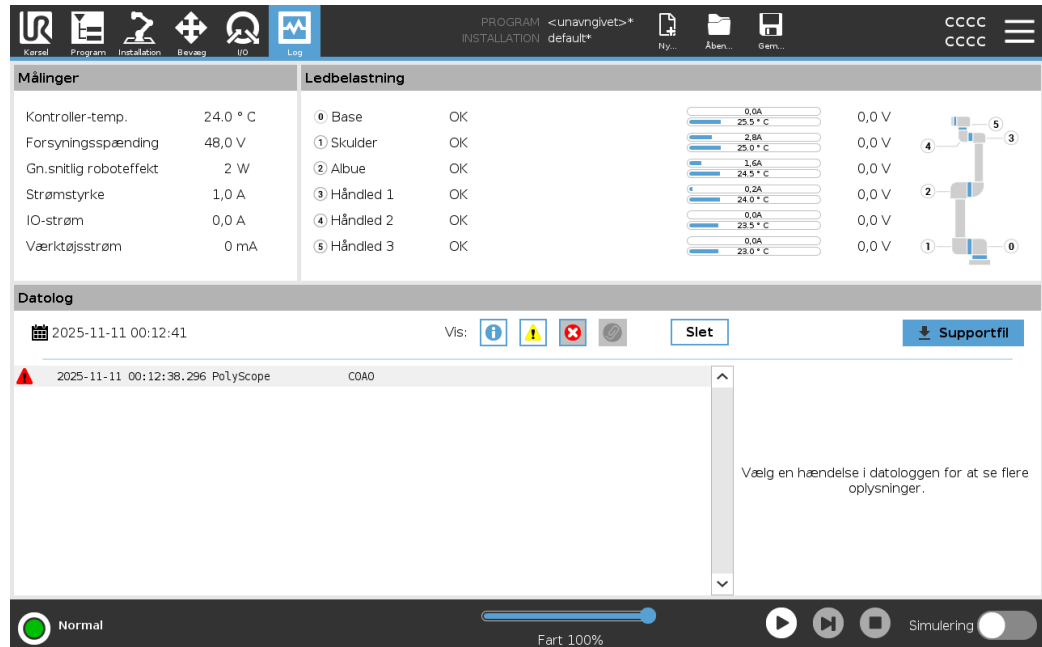 UR
PROGRAM <unavngivet>*
INSTALLATION default*
Kørsel Program Installation Bevæg I/O Log
Ny... Åben... Gem...
CCCC
CCCC
Målinger
Kontroller-temp. 24.0 ° C
Forsyningsspænding 48,0 V
Gn.snitlig roboteffekt 2 W
Strømstyrke 1,0 A
IO-strøm 0,0 A
Værktøjsstrøm 0 mA
Ledbelastning
0 Base OK 0,0A 25.5 ° C 0,0 V
1 Skulder OK 2,8A 25.0 ° C 0,0 V
2 Albue OK 1,6A 24.5 ° C 0,0 V
3 Håndled 1 OK 0,2A 24.0 ° C 0,0 V
4 Håndled 2 OK 0,0A 23.5 ° C 0,0 V
5 Håndled 3 OK 0,0A 23.0 ° C 0,0 V
5
3
4
2
1 0
Datolog
2025-11-11 00:12:41 Vis: Slet Supportfil
2025-11-11 00:12:38.296 PolyScope C0A0
Vælg en hændelse i datologgen for at se flere
oplysninger.
Normal
Fart 100%
Simulering